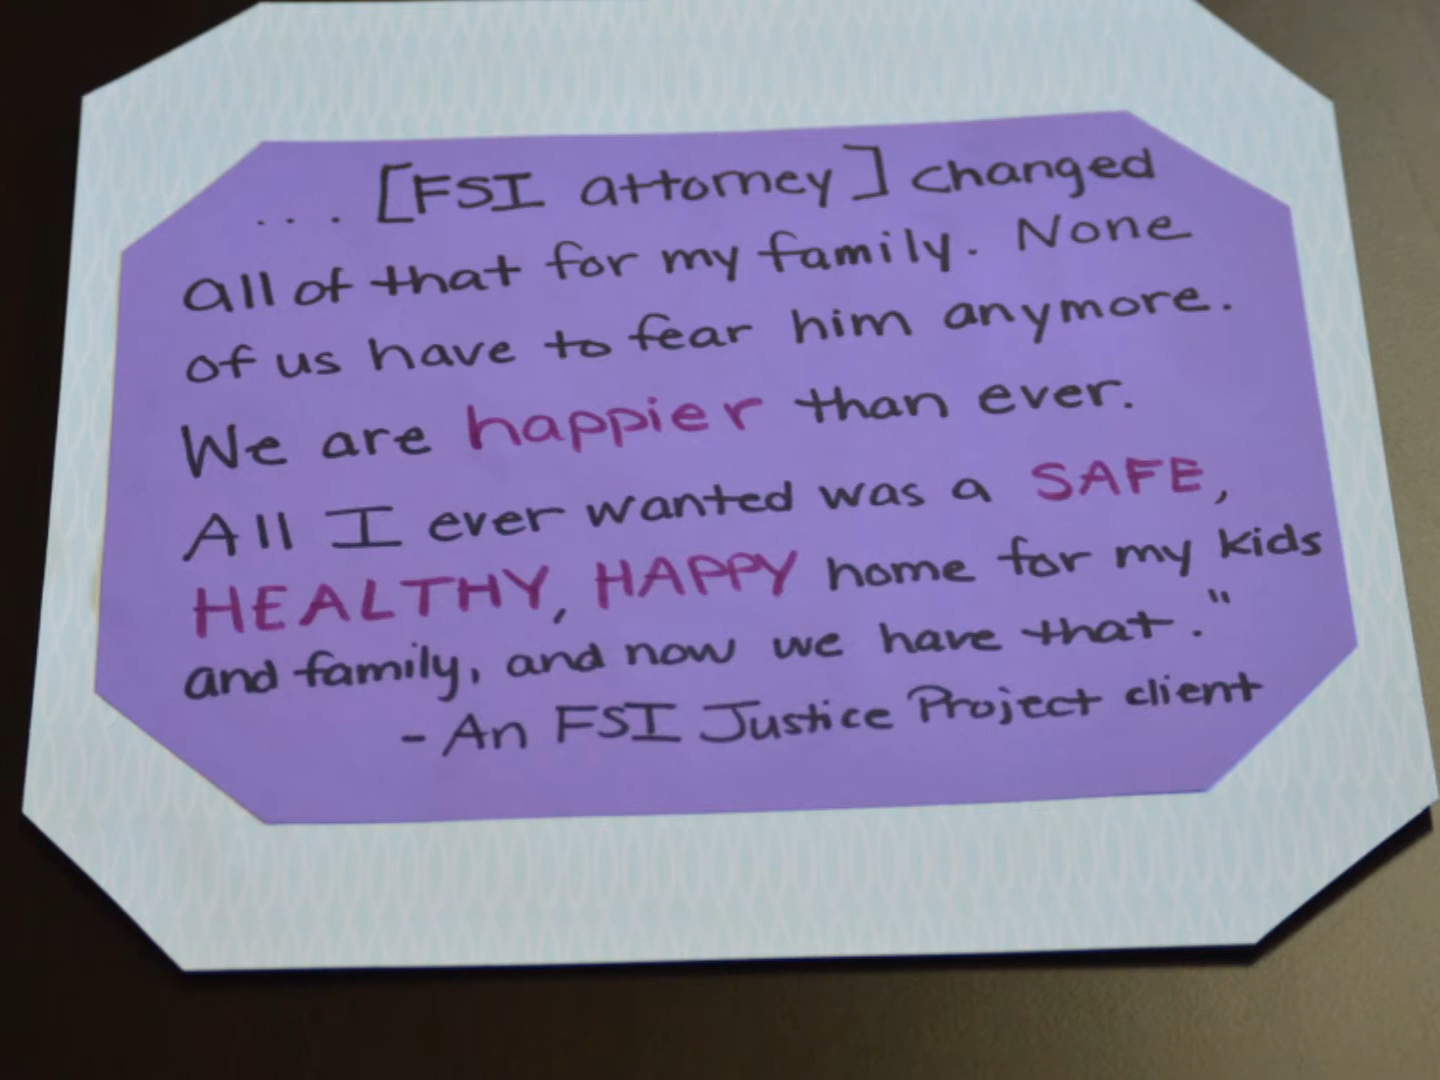 ... [FSI attorney] changed
all of that for my family. None
of us have to fear him anymore.
We are happier than ever.
All I ever wanted was a SAFE,
HEALTHY, HAPPY home for my kids
and family, and now we have that."
- An FSI Justice Project client